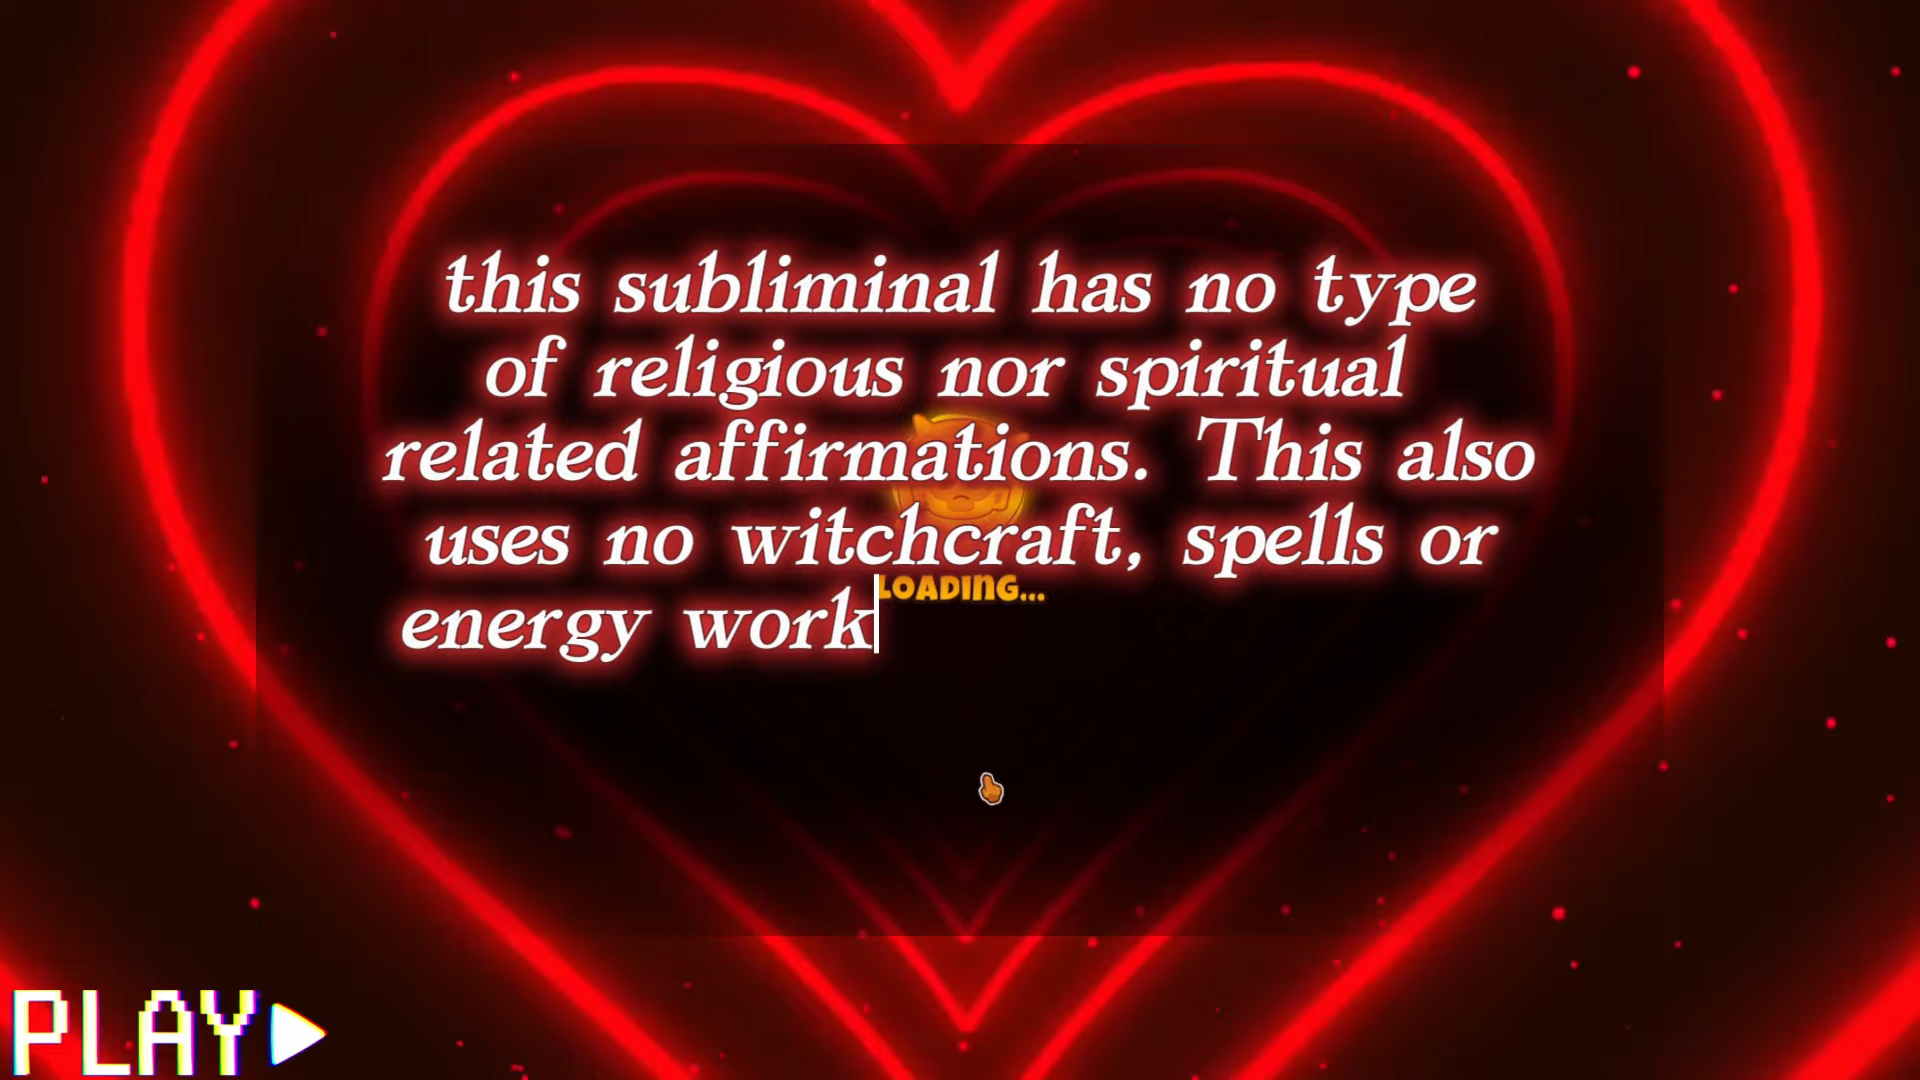 this subliminal has no type
of religious nor spiritual
related affirmations. This also
uses no witchcraft, spells or
LOADING...
energy work
PLAY